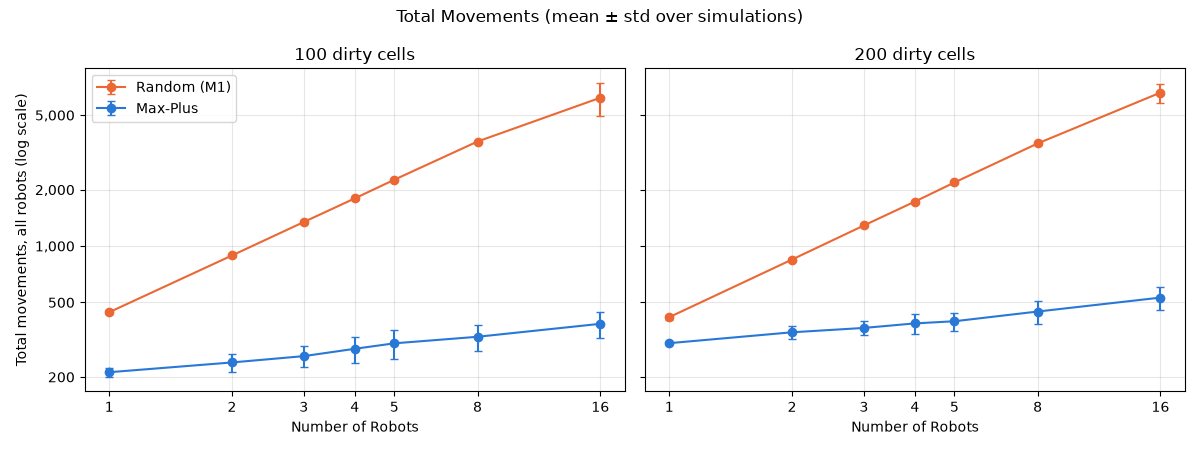 Total Movements (mean ± std over simulations)
100 dirty cells
200 dirty cells
Random (M1)
Max-Plus
Total movements, all robots (log scale)
5,000
2,000
1,000
500
200
1 2 3 4 5 8 16
1 2 3 4 5 8 16
Number of Robots
Number of Robots